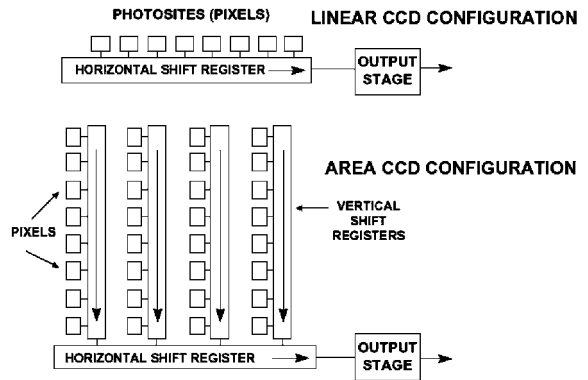 PHOTOSITES (PIXELS)
LINEAR CCD CONFIGURATION
HORIZONTAL SHIFT REGISTER
OUTPUT
STAGE
AREA CCD CONFIGURATION
PIXELS
VERTICAL
SHIFT
REGISTERS
HORIZONTAL SHIFT REGISTER
OUTPUT
STAGE